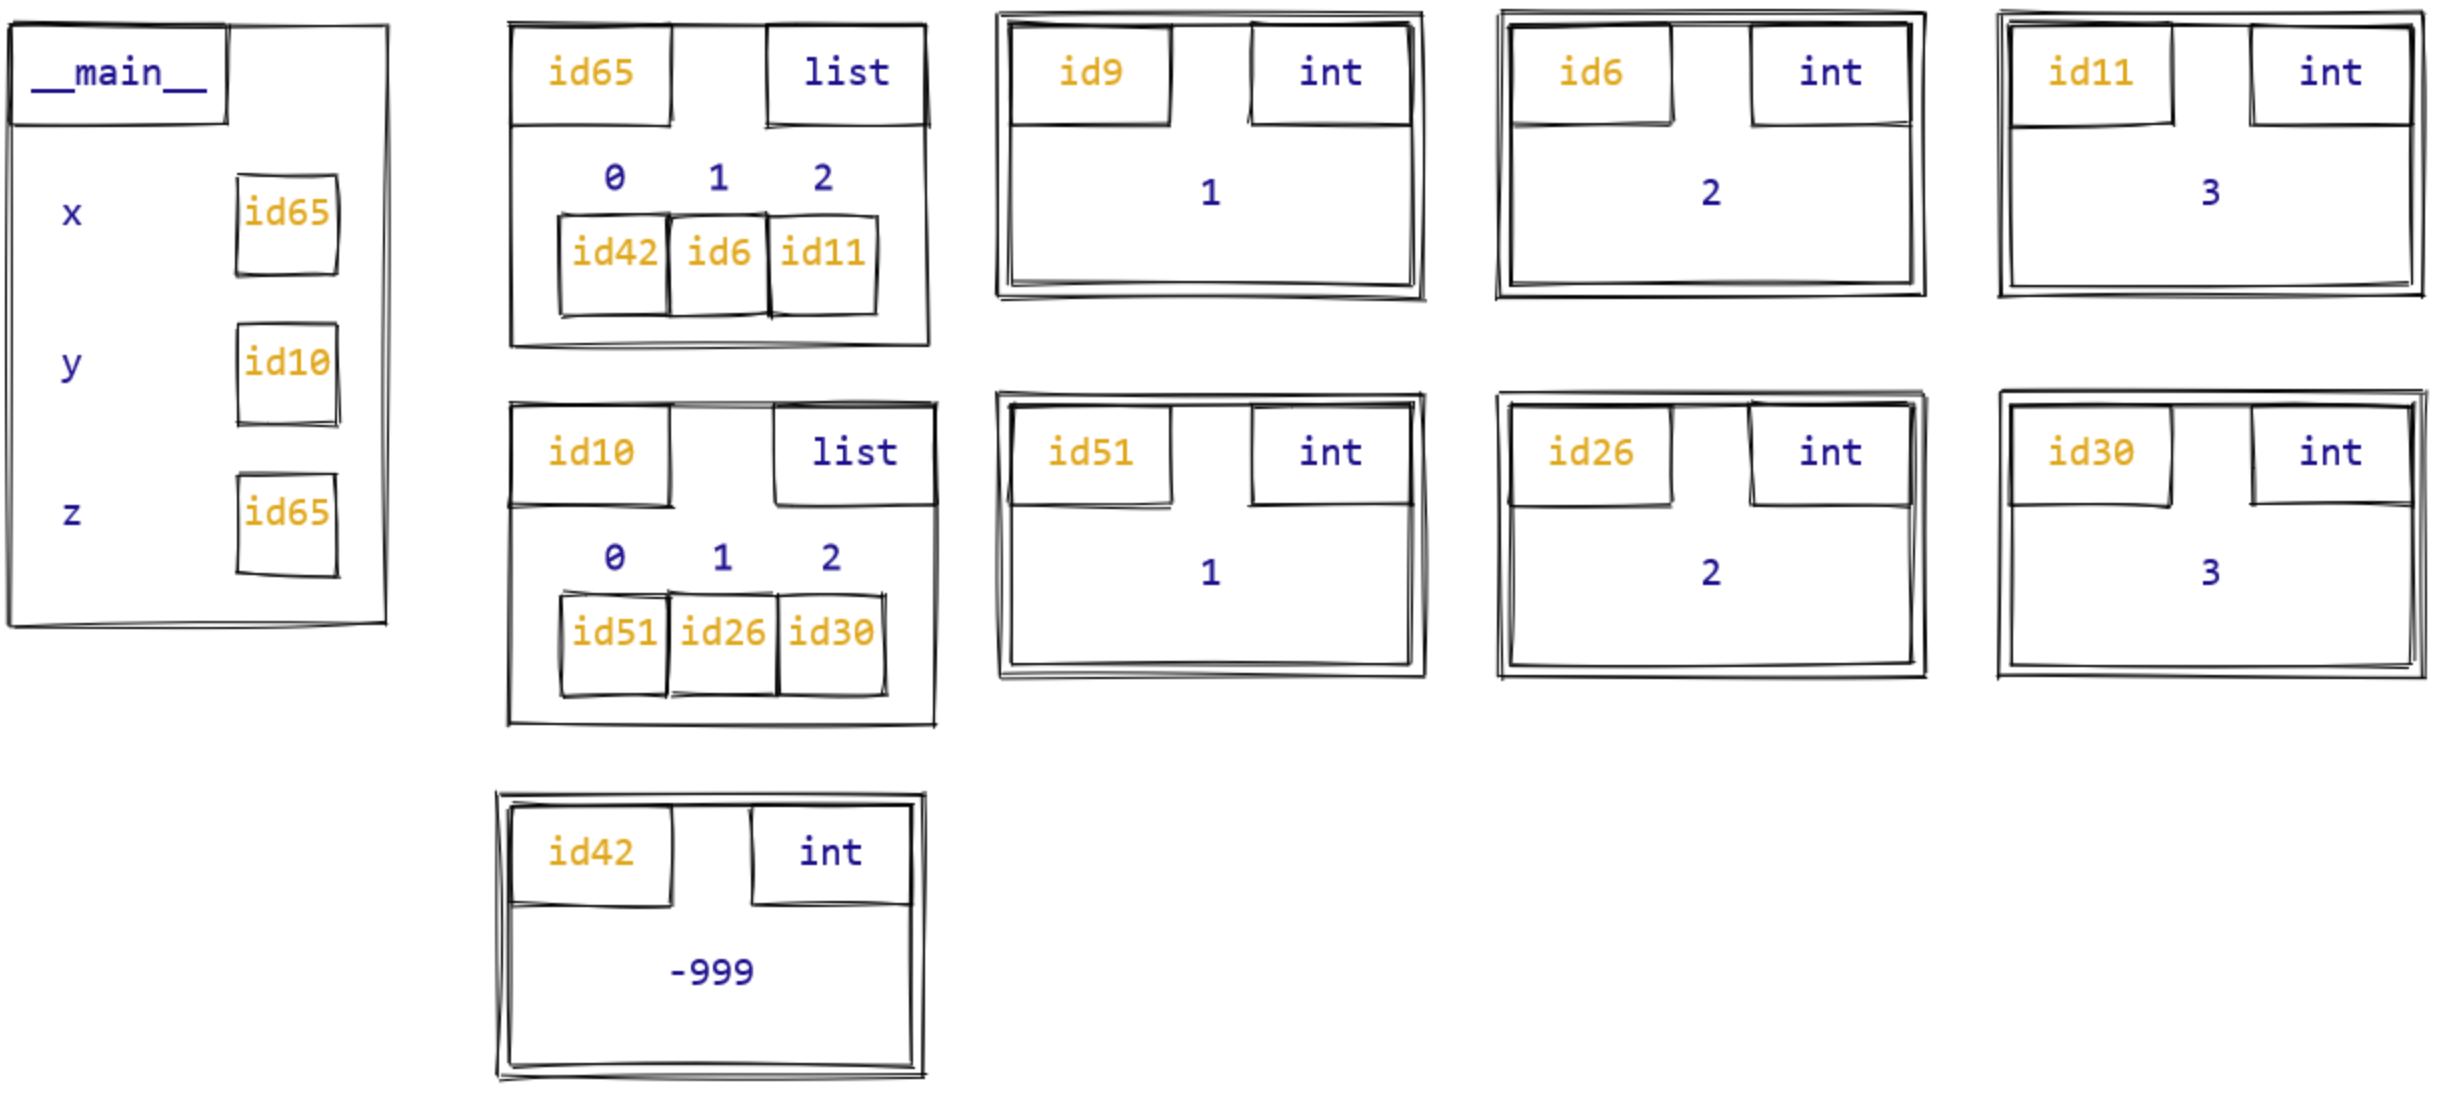 __main__
x id65
y id10
z id65
id65 list
0 1 2
id42 id6 id11
id9 int
1
id6 int
2
id11 int
3
id10 list
0 1 2
id51 id26 id30
id51 int
1
id26 int
2
id30 int
3
id42 int
-999